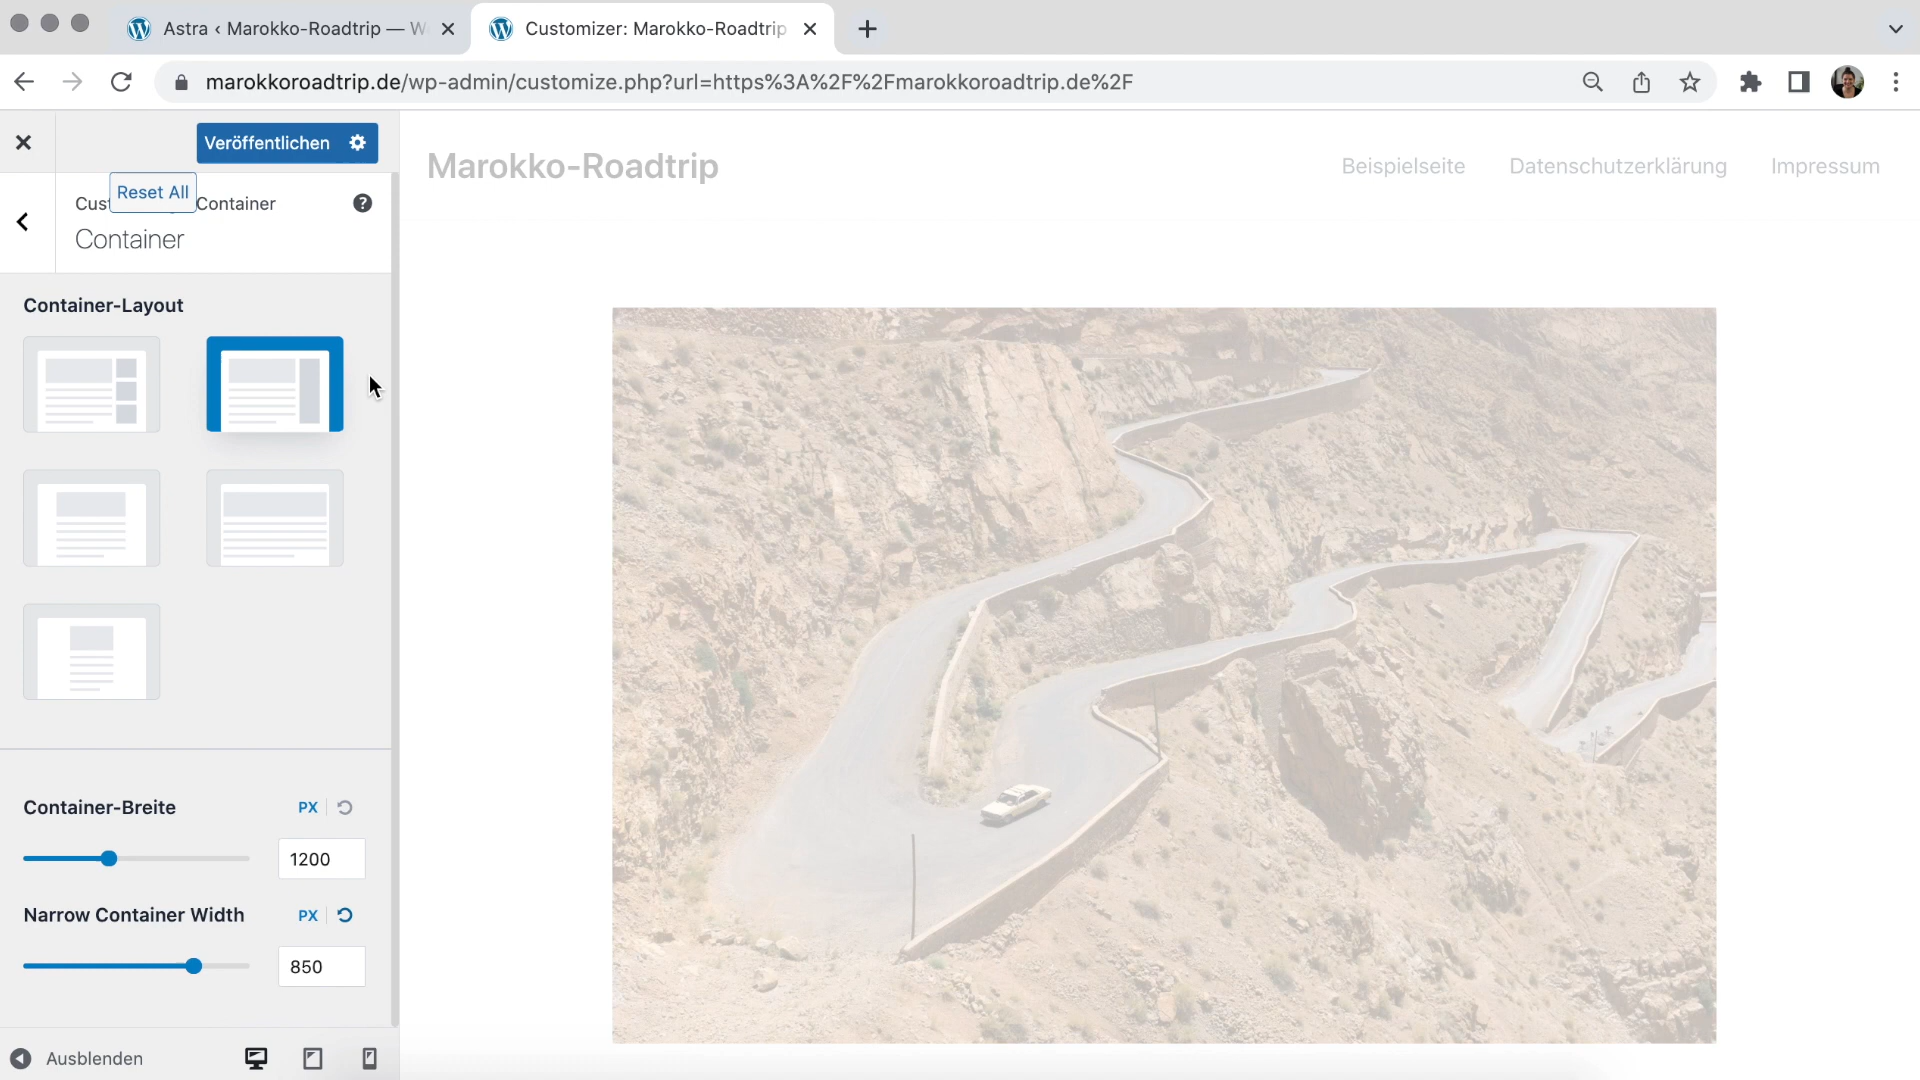 Astra ‹ Marokko-Roadtrip — W
Customizer: Marokko-Roadtrip
marokkoroadtrip.de/wp-admin/customize.php?url=https%3A%2F%2Fmarokkoroadtrip.de%2F
Veröffentlichen
Reset All
Cus
Container
Container
Container-Layout
Container-Breite
PX
1200
Narrow Container Width
PX
850
Ausblenden
Marokko-Roadtrip
Beispielseite
Datenschutzerklärung
Impressum